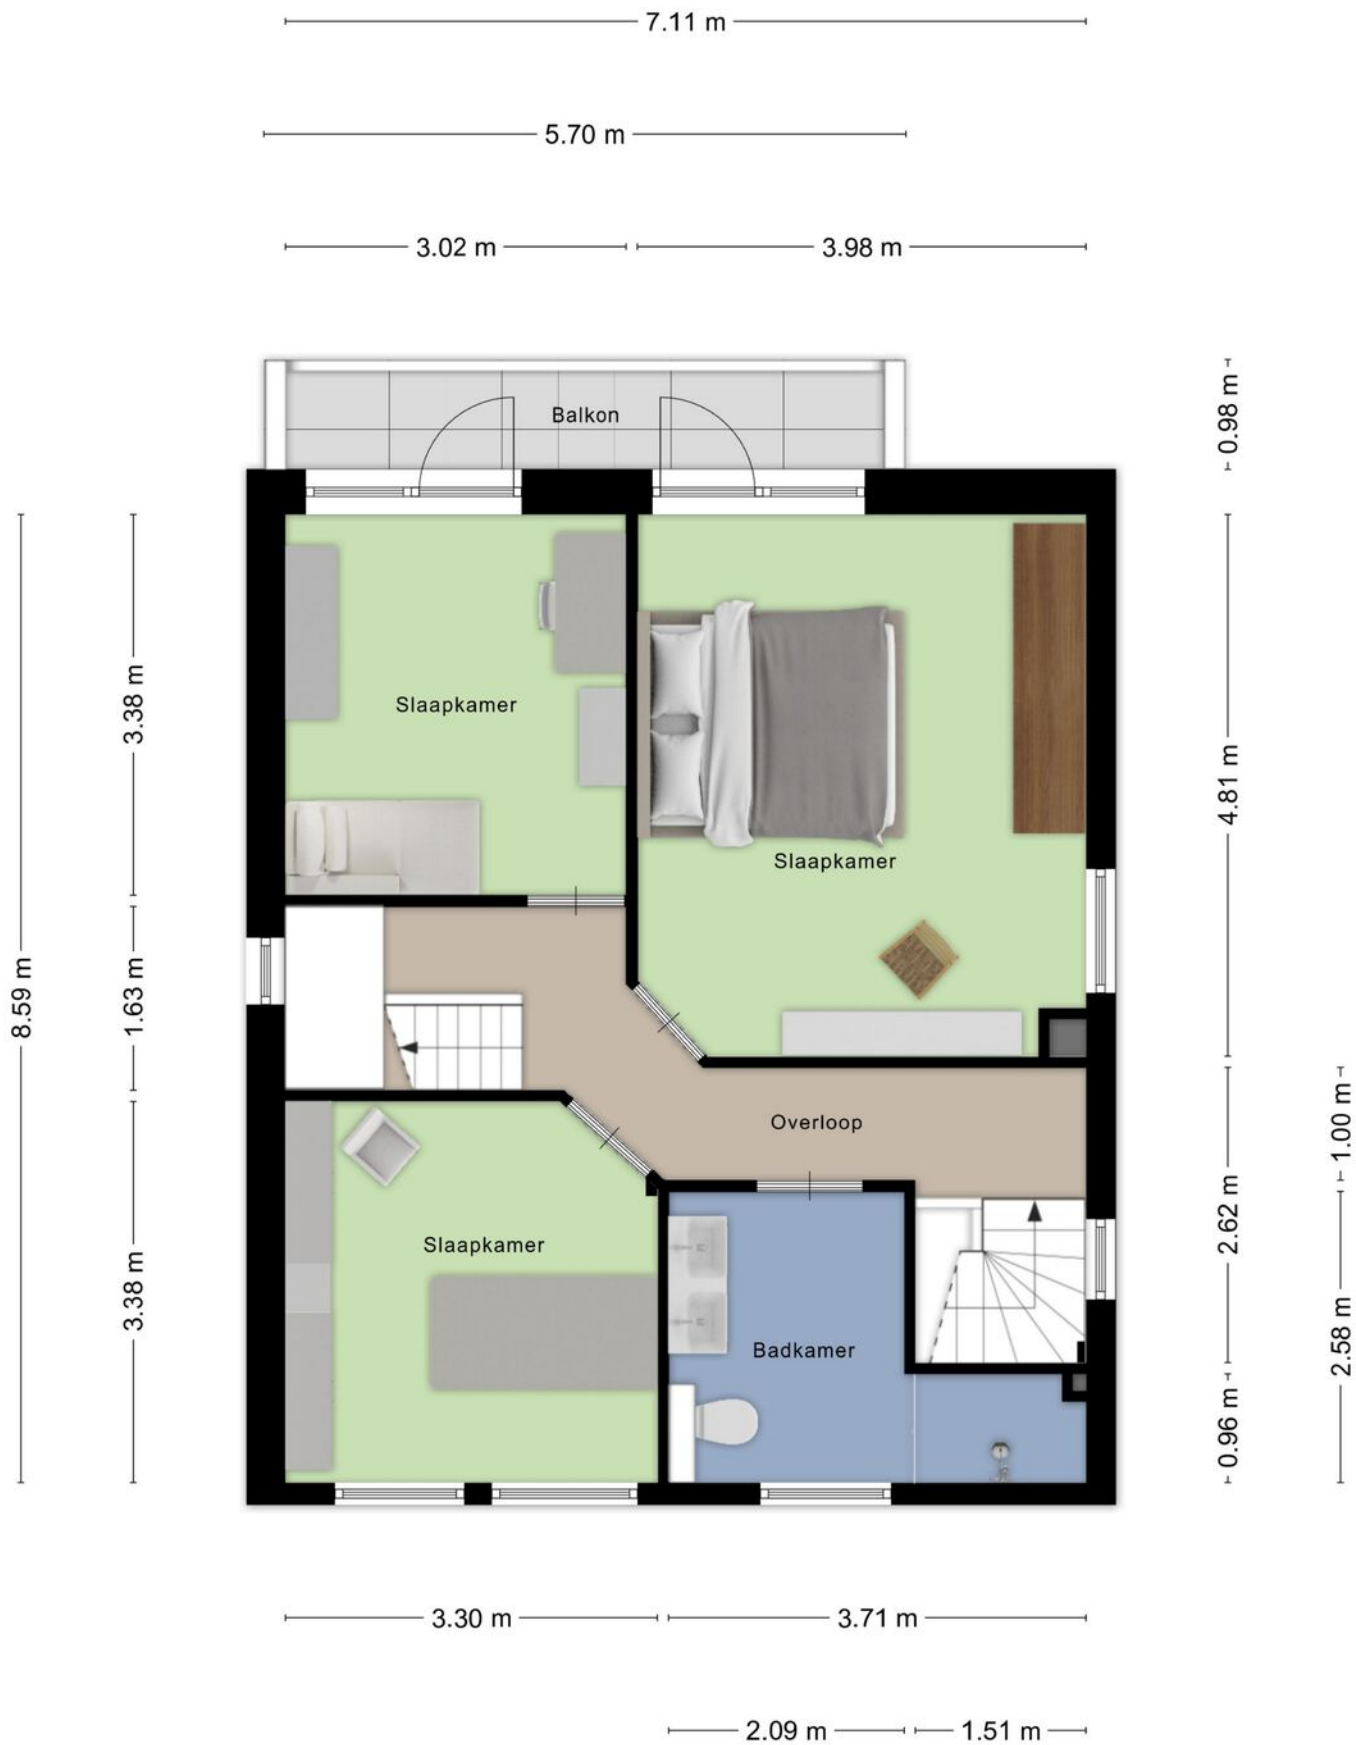 7.11 m
5.70 m
3.02 m
3.98 m
0.98 m
Balkon
Slaapkamer
3.38 m
4.81 m
Slaapkamer
8.59 m
1.63 m
Overloop
1.00 m
2.62 m
Slaapkamer
3.38 m
2.58 m
Badkamer
0.96 m
3.30 m
3.71 m
2.09 m
1.51 m